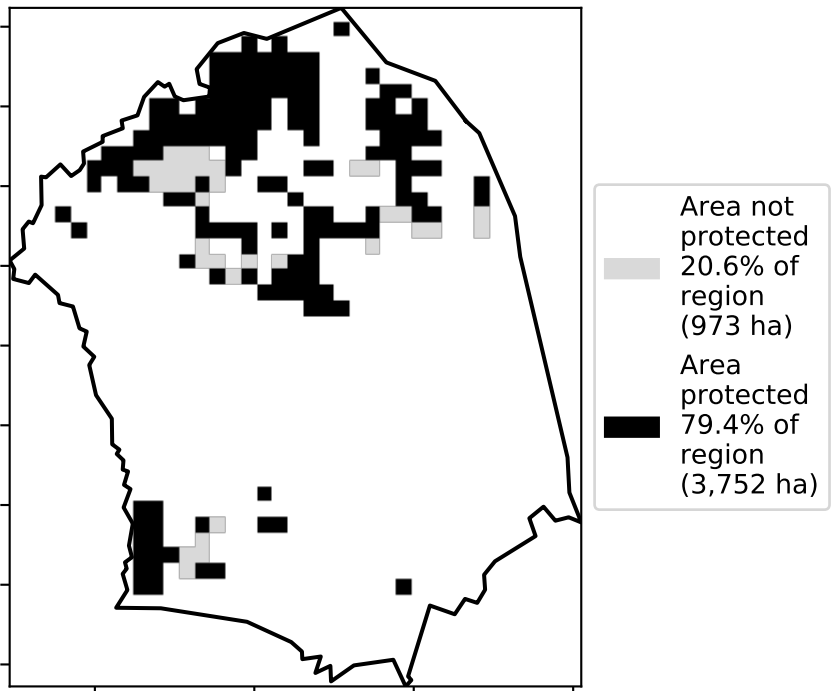 Area not
protected
20.6% of
region
(973 ha)
Area
protected
79.4% of
region
(3,752 ha)